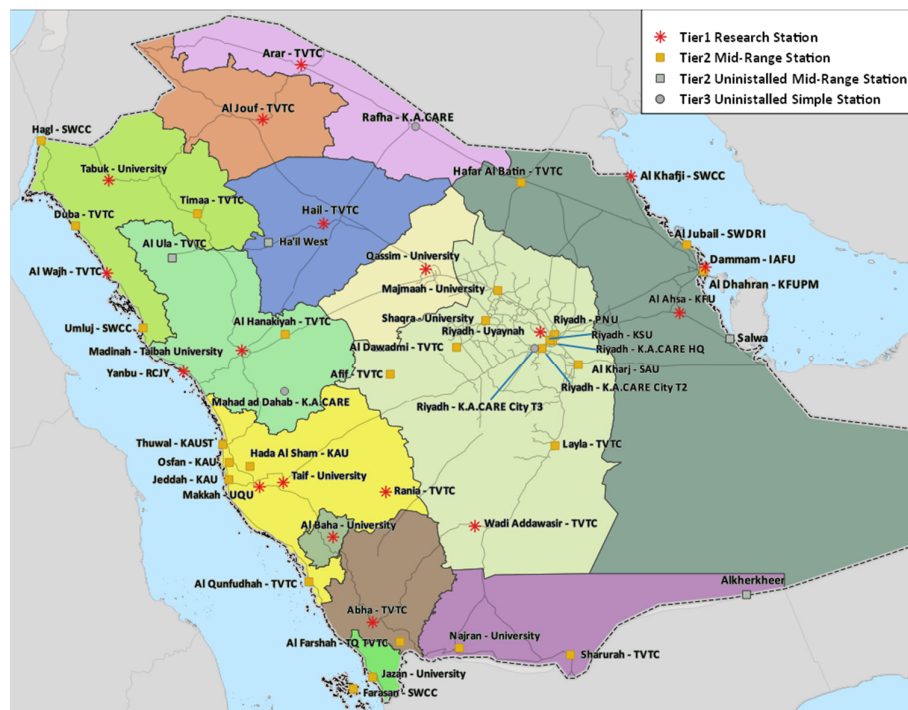 Tier1 Research Station
Tier2 Mid-Range Station
Tier2 Uninistalled Mid-Range Station
Tier3 Uninistalled Simple Station
Arar - TVTC
Al Jouf - TVTC
Rafha - K.A.CARE
Hagl - SWCC
Tabuk - University
Hafar Al Batin - TVTC
Al Khafji - SWCC
Timaa - TVTC
Duba - TVTC
Hail - TVTC
Al Ula - TVTC
Ha'il West
Al Jubail - SWDRI
Qassim - University
Dammam - IAFU
Al Wajh - TVTC
Majmaah - University
Al Dhahran - KFUPM
Al Ahsa - KFU
Al Hanakiyah - TVTC
Shaqra - University
Riyadh - PNU
Umluj - SWCC
Riyadh - Uyaynah
Riyadh - KSU
Salwa
Madinah - Taibah University
Al Dawadmi - TVTC
Riyadh - K.A.CARE HQ
Yanbu - RCJY
Afif - TVTC
Al Kharj - SAU
Riyadh - K.A.CARE City T2
Mahad ad Dahab - K.A.CARE
Riyadh - K.A.CARE City T3
Thuwal - KAUST
Layla - TVTC
Hada Al Sham - KAU
Osfan - KAU
Jeddah - KAU
Taif - University
Makkah - UQU
Rania - TVTC
Al Baha - University
Wadi Addawasir - TVTC
Al Qunfudhah - TVTC
Alkherkheer
Abha - TVTC
Al Farshah - TQ TVTC
Najran - University
Sharurah - TVTC
Jazan - University
Farasan - SWCC